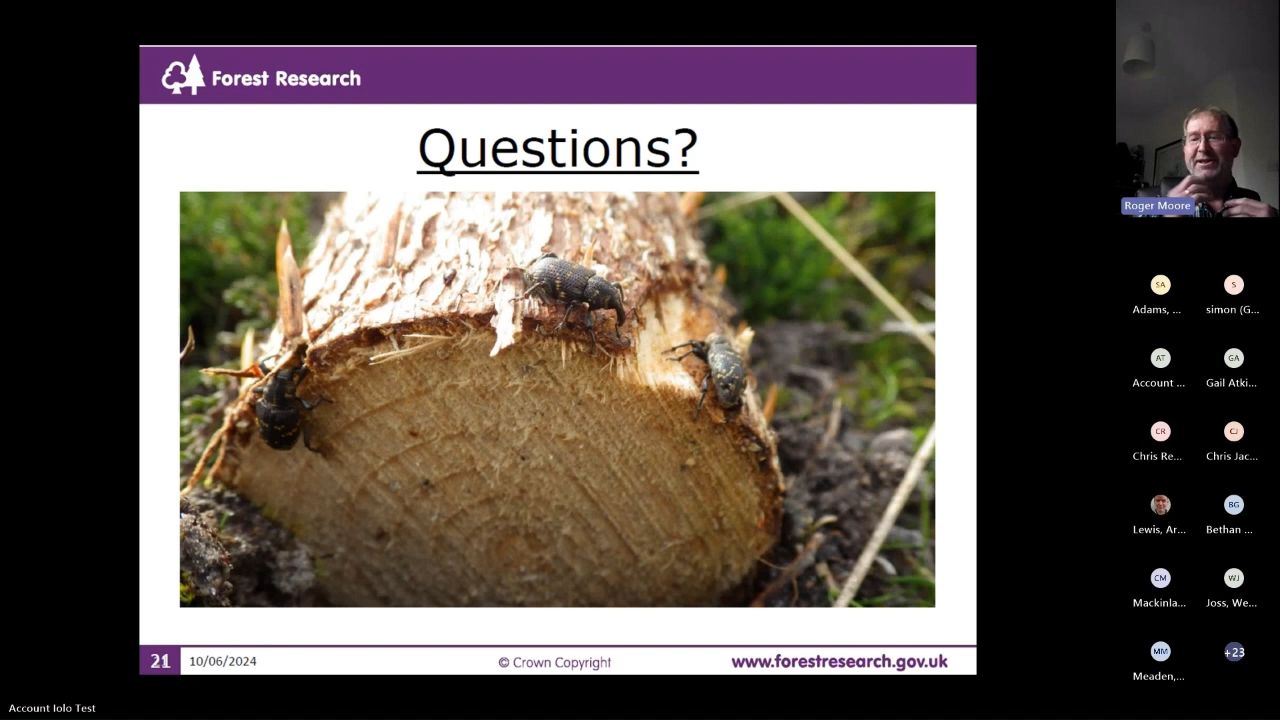 Forest Research
Questions?
21
10/06/2024
© Crown Copyright
www.forestresearch.gov.uk
Roger Moore
SA
Adams, ...
S
simon (G...
AT
Account ...
GA
Gail Atki...
CR
Chris Re...
CJ
Chris Jac...
Lewis, Ar...
BG
Bethan ...
CM
Mackinla...
WJ
Joss, We...
MM
Meaden,...
+23
Account Iolo Test